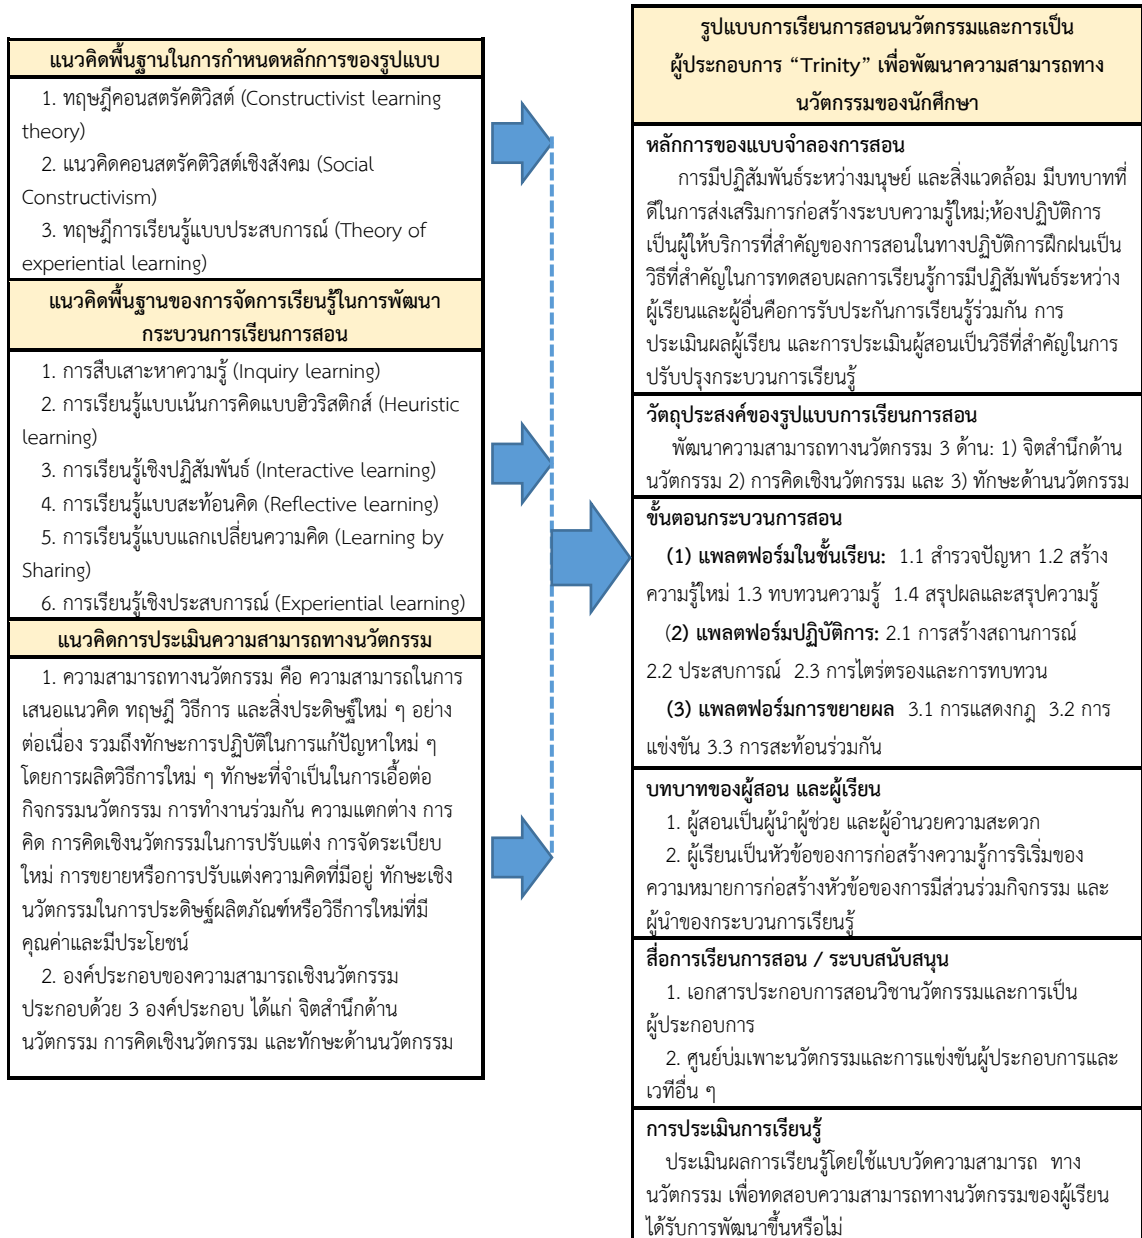 แนวคิดพื้นฐานในการกำหนดหลักการของรูปแบบ
1. ทฤษฎีคอนสตรัคติวิสต์ (Constructivist learning
theory)
2. แนวคิดคอนสตรัคติวิสต์เชิงสังคม (Social
Constructivism)
3. ทฤษฎีการเรียนรู้แบบประสบการณ์ (Theory of
experiential learning)
แนวคิดพื้นฐานของการจัดการเรียนรู้ในการพัฒนา
กระบวนการเรียนการสอน
1. การสืบเสาะหาความรู้ (Inquiry learning)
2. การเรียนรู้แบบเน้นการคิดแบบฮิวริสติกส์ (Heuristic
learning)
3. การเรียนรู้เชิงปฏิสัมพันธ์ (Interactive learning)
4. การเรียนรู้แบบสะท้อนคิด (Reflective learning)
5. การเรียนรู้แบบแลกเปลี่ยนความคิด (Learning by
Sharing)
6. การเรียนรู้เชิงประสบการณ์ (Experiential learning)
แนวคิดการประเมินความสามารถทางนวัตกรรม
1. ความสามารถทางนวัตกรรม คือ ความสามารถในการ
เสนอแนวคิด ทฤษฎี วิธีการ และสิ่งประดิษฐ์ใหม่ ๆ อย่าง
ต่อเนื่อง รวมถึงทักษะการปฏิบัติในการแก้ปัญหาใหม่ ๆ
โดยการผลิตวิธีการใหม่ ๆ ทักษะที่จำเป็นในการเอื้อต่อ
กิจกรรมนวัตกรรม การทำงานร่วมกัน ความแตกต่าง การ
คิด การคิดเชิงนวัตกรรมในการปรับแต่ง การจัดระเบียบ
ใหม่ การขยายหรือการปรับแต่งความคิดที่มีอยู่ ทักษะเชิง
นวัตกรรมในการประดิษฐ์ผลิตภัณฑ์หรือวิธีการใหม่ที่มี
คุณค่าและมีประโยชน์
2. องค์ประกอบของความสามารถเชิงนวัตกรรม
ประกอบด้วย 3 องค์ประกอบ ได้แก่ จิตสำนึกด้าน
นวัตกรรม การคิดเชิงนวัตกรรม และทักษะด้านนวัตกรรม
รูปแบบการเรียนการสอนนวัตกรรมและการเป็น
ผู้ประกอบการ “Trinity” เพื่อพัฒนาความสามารถทาง
นวัตกรรมของนักศึกษา
หลักการของแบบจำลองการสอน
การมีปฏิสัมพันธ์ระหว่างมนุษย์ และสิ่งแวดล้อม มีบทบาทที่
ดีในการส่งเสริมการก่อสร้างระบบความรู้ใหม่;ห้องปฏิบัติการ
เป็นผู้ให้บริการที่สำคัญของการสอนในทางปฏิบัติการฝึกฝนเป็น
วิธีที่สำคัญในการทดสอบผลการเรียนรู้การมีปฏิสัมพันธ์ระหว่าง
ผู้เรียนและผู้อื่นคือการรับประกันการเรียนรู้ร่วมกัน การ
ประเมินผลผู้เรียน และการประเมินผู้สอนเป็นวิธีที่สำคัญในการ
ปรับปรุงกระบวนการเรียนรู้
วัตถุประสงค์ของรูปแบบการเรียนการสอน
พัฒนาความสามารถทางนวัตกรรม 3 ด้าน: 1) จิตสำนึกด้าน
นวัตกรรม 2) การคิดเชิงนวัตกรรม และ 3) ทักษะด้านนวัตกรรม
ขั้นตอนกระบวนการสอน
(1) แพลตฟอร์มในชั้นเรียน: 1.1 สำรวจปัญหา 1.2 สร้าง
ความรู้ใหม่ 1.3 ทบทวนความรู้ 1.4 สรุปผลและสรุปความรู้
(2) แพลตฟอร์มปฏิบัติการ: 2.1 การสร้างสถานการณ์
2.2 ประสบการณ์ 2.3 การไตร่ตรองและการทบทวน
(3) แพลตฟอร์มการขยายผล 3.1 การแสดงกฎ 3.2 การ
แข่งขัน 3.3 การสะท้อนร่วมกัน
บทบาทของผู้สอน และผู้เรียน
1. ผู้สอนเป็นผู้นำผู้ช่วย และผู้อำนวยความสะดวก
2. ผู้เรียนเป็นหัวข้อของการก่อสร้างความรู้การริเริ่มของ
ความหมายการก่อสร้างหัวข้อของการมีส่วนร่วมกิจกรรม และ
ผู้นำของกระบวนการเรียนรู้
สื่อการเรียนการสอน / ระบบสนับสนุน
1. เอกสารประกอบการสอนวิชานวัตกรรมและการเป็น
ผู้ประกอบการ
2. ศูนย์บ่มเพาะนวัตกรรมและการแข่งขันผู้ประกอบการและ
เวทีอื่น ๆ
การประเมินการเรียนรู้
ประเมินผลการเรียนรู้โดยใช้แบบวัดความสามารถ ทาง
นวัตกรรม เพื่อทดสอบความสามารถทางนวัตกรรมของผู้เรียน
ได้รับการพัฒนาขึ้นหรือไม่